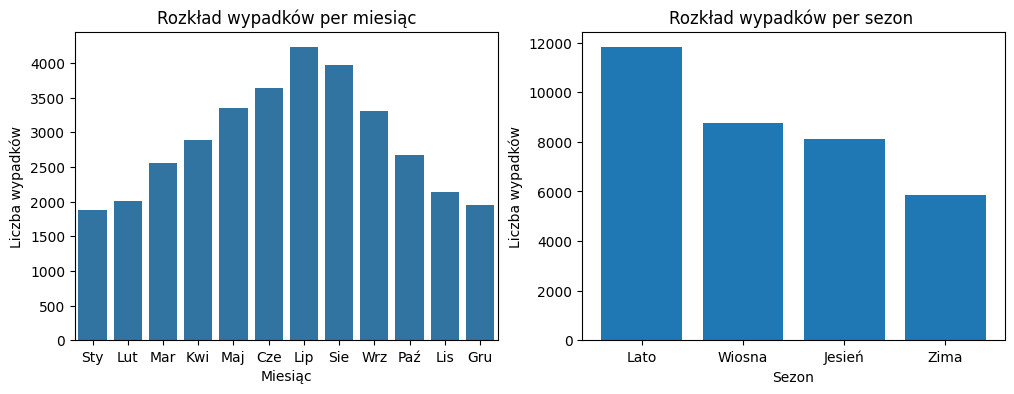 Rozkład wypadków per miesiąc
Liczba wypadków
4000
3500
3000
2500
2000
1500
1000
500
0
Sty Lut Mar Kwi Maj Cze Lip Sie Wrz Paź Lis Gru
Miesiąc
Rozkład wypadków per sezon
Liczba wypadków
12000
10000
8000
6000
4000
2000
0
Lato Wiosna Jesień Zima
Sezon